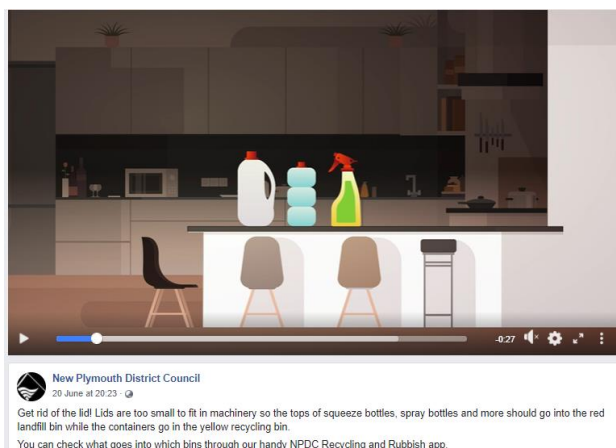 -0:27
New Plymouth District Council
20 June at 20:23 ·
Get rid of the lid! Lids are too small to fit in machinery so the tops of squeeze bottles, spray bottles and more should go into the red
landfill bin while the containers go in the yellow recycling bin.
You can check what goes into which bins through our handy NPDC Recycling and Rubbish app.